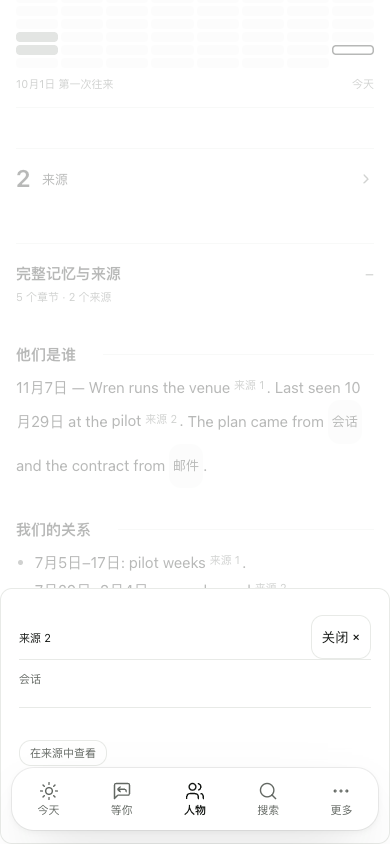 10月1日 第一次往来
今天
2 来源
完整记忆与来源
5 个章节 · 2 个来源
他们是谁
11月7日 — Wren runs the venue 来源 1. Last seen 10
月29日 at the pilot 来源 2. The plan came from 会话
and the contract from 邮件.
我们的关系
7月5日–17日: pilot weeks 来源 1.
来源 2
关闭 ×
会话
在来源中查看
今天
等你
人物
搜索
更多